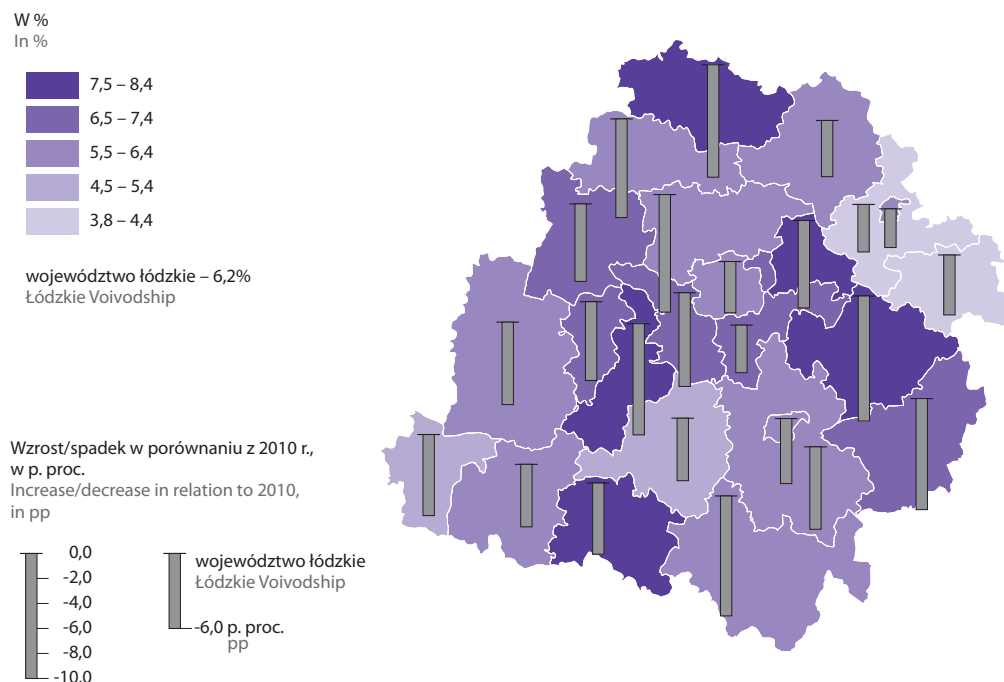 W %
In %
7,5 – 8,4
6,5 – 7,4
5,5 – 6,4
4,5 – 5,4
3,8 – 4,4
województwo łódzkie – 6,2%
Łódzkie Voivodship
Wzrost/spadek w porównaniu z 2010 r.,
w p. proc.
Increase/decrease in relation to 2010,
in pp
0,0
-2,0
-4,0
-6,0
-8,0
-10,0
województwo łódzkie
Łódzkie Voivodship
-6,0 p. proc.
pp